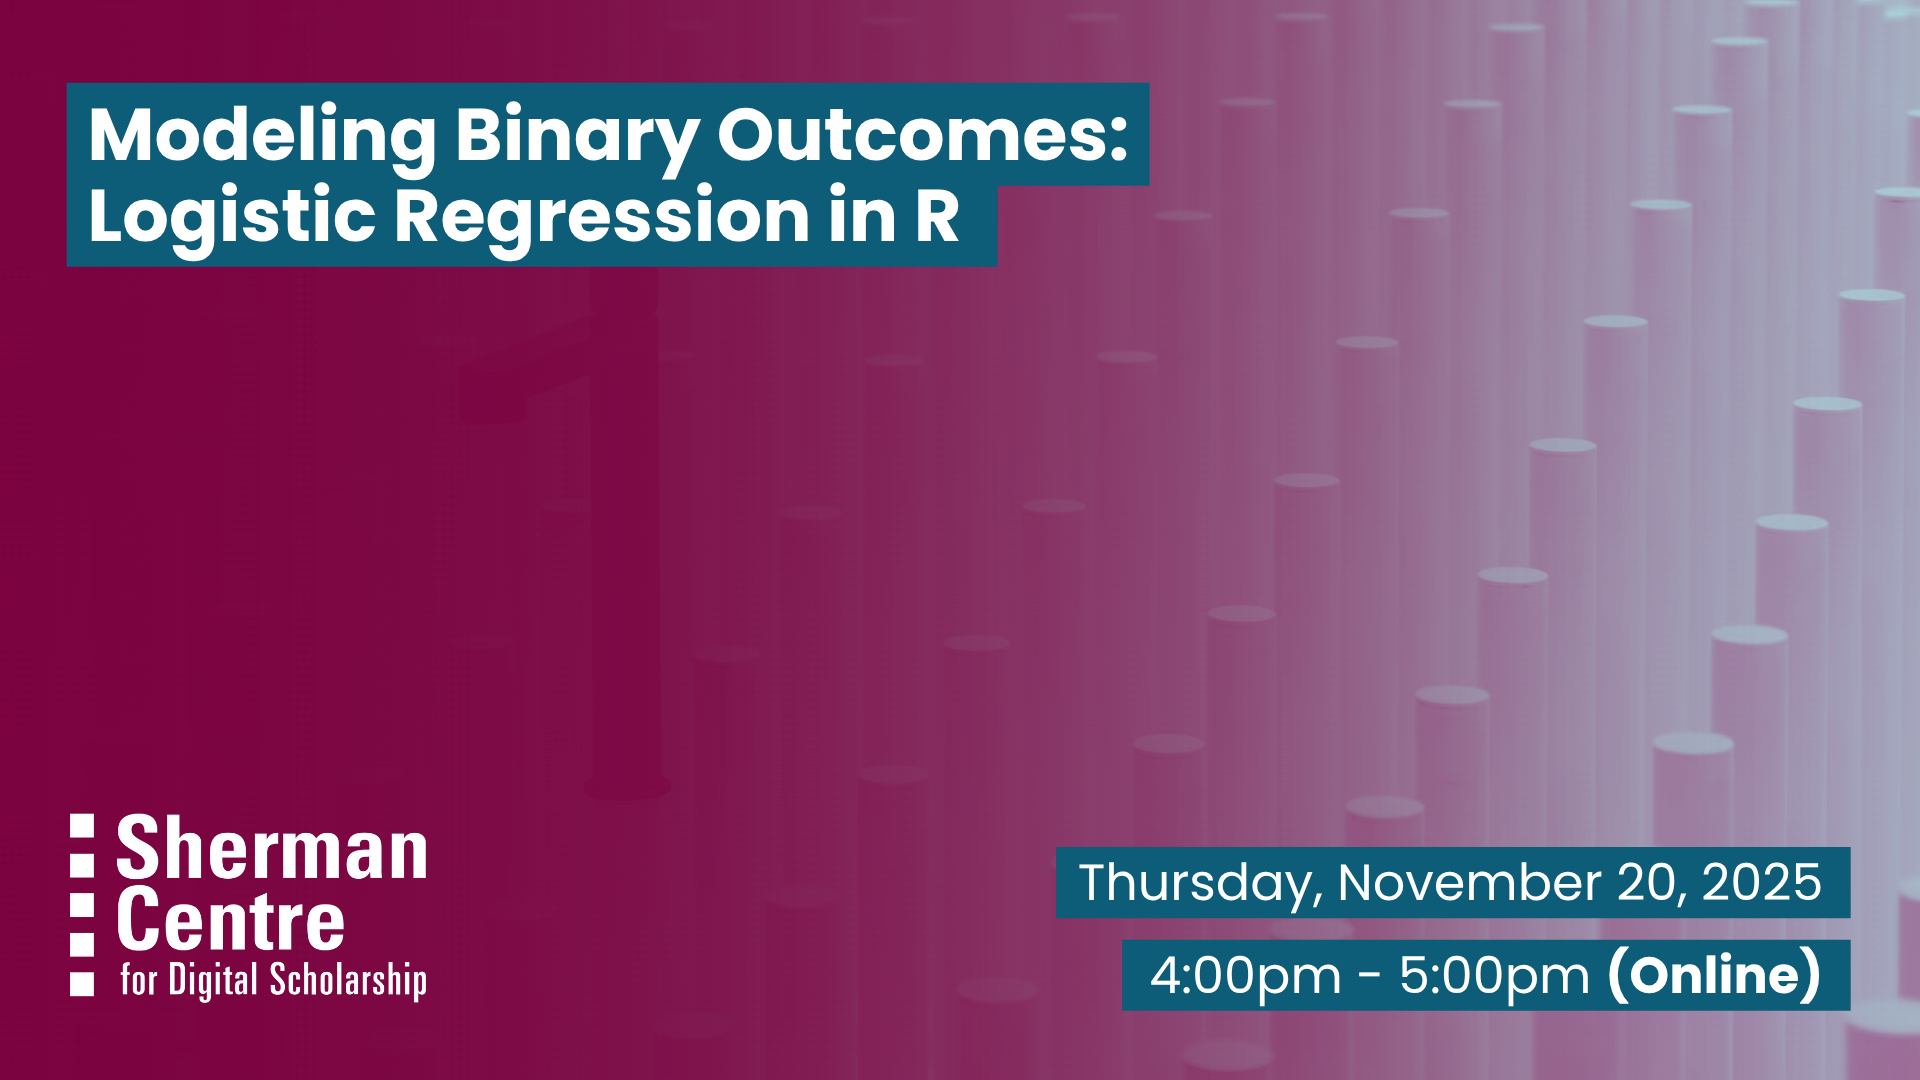 Modeling Binary Outcomes:
Logistic Regression in R
Sherman
Centre
for Digital Scholarship
Thursday, November 20, 2025
4:00pm - 5:00pm (Online)